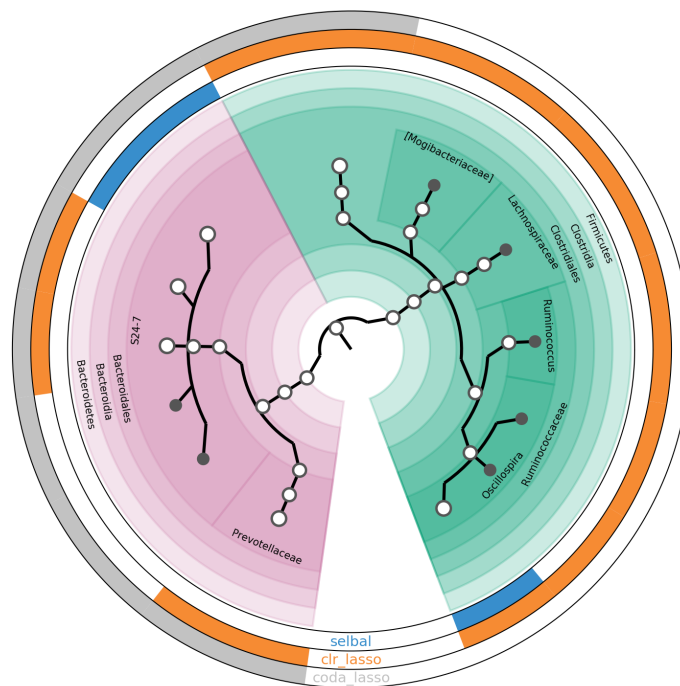 [Mogibacteriaceae]
Lachnospiraceae
Clostridiales
Clostridia
Firmicutes
Ruminococcus
Ruminococcaceae
Oscillospira
S24-7
Bacteroidales
Bacteroidia
Bacteroidetes
Prevotellaceae
selbal
clr_lasso
coda_lasso